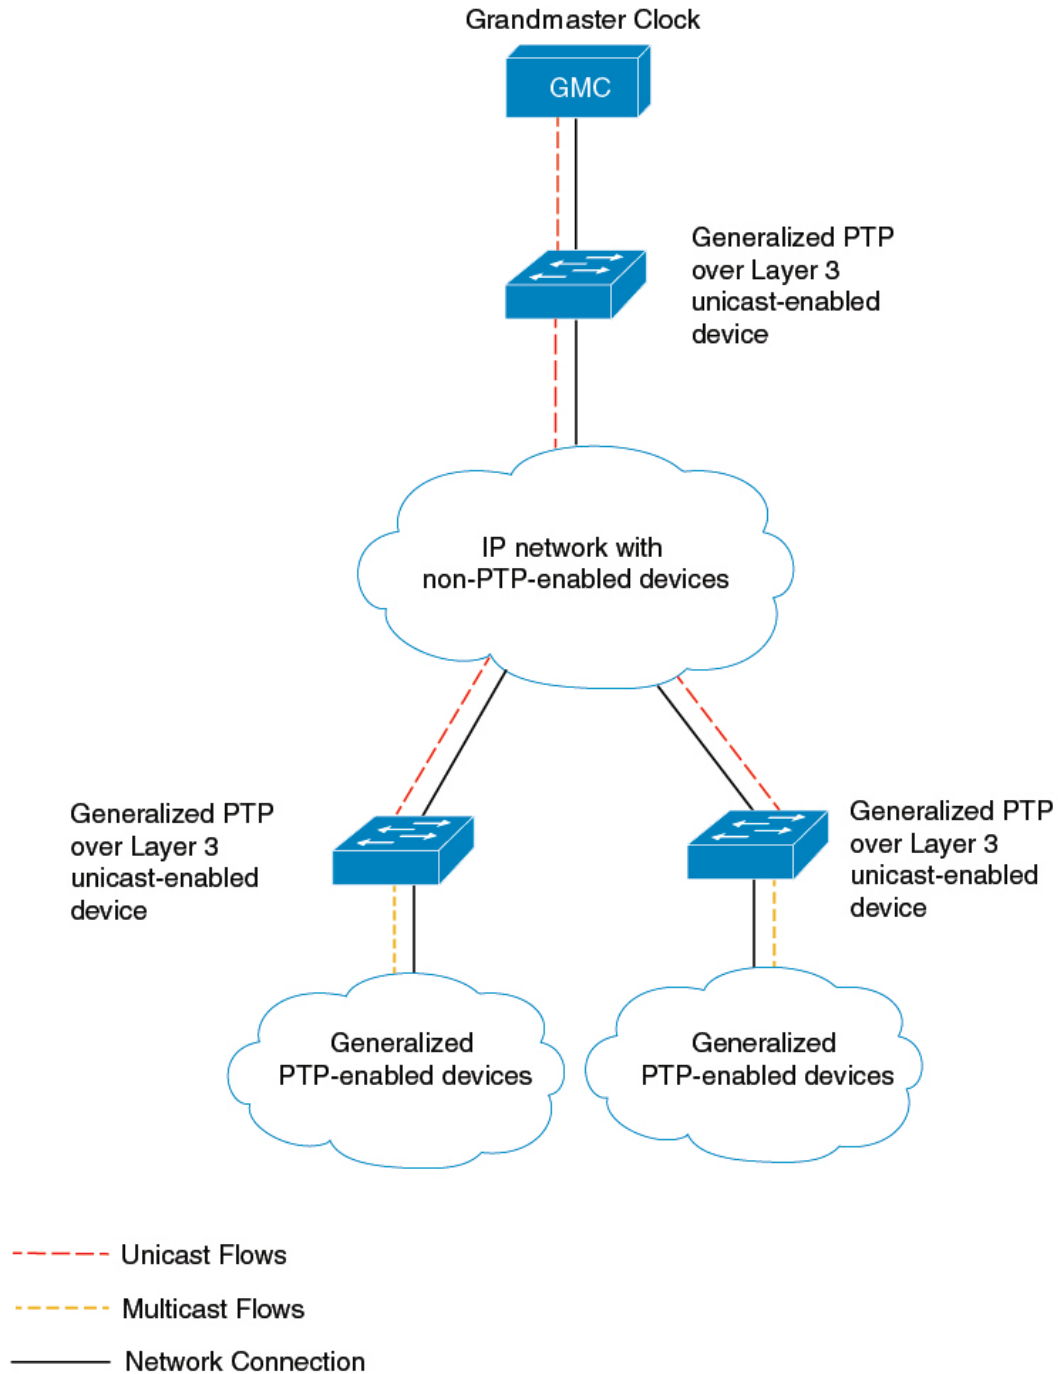 Grandmaster Clock
GMC
Generalized PTP
over Layer 3
unicast-enabled
device
IP network with
non-PTP-enabled devices
Generalized PTP
over Layer 3
unicast-enabled
device
Generalized PTP
over Layer 3
unicast-enabled
device
Generalized
PTP-enabled devices
Generalized
PTP-enabled devices
Unicast Flows
Multicast Flows
Network Connection